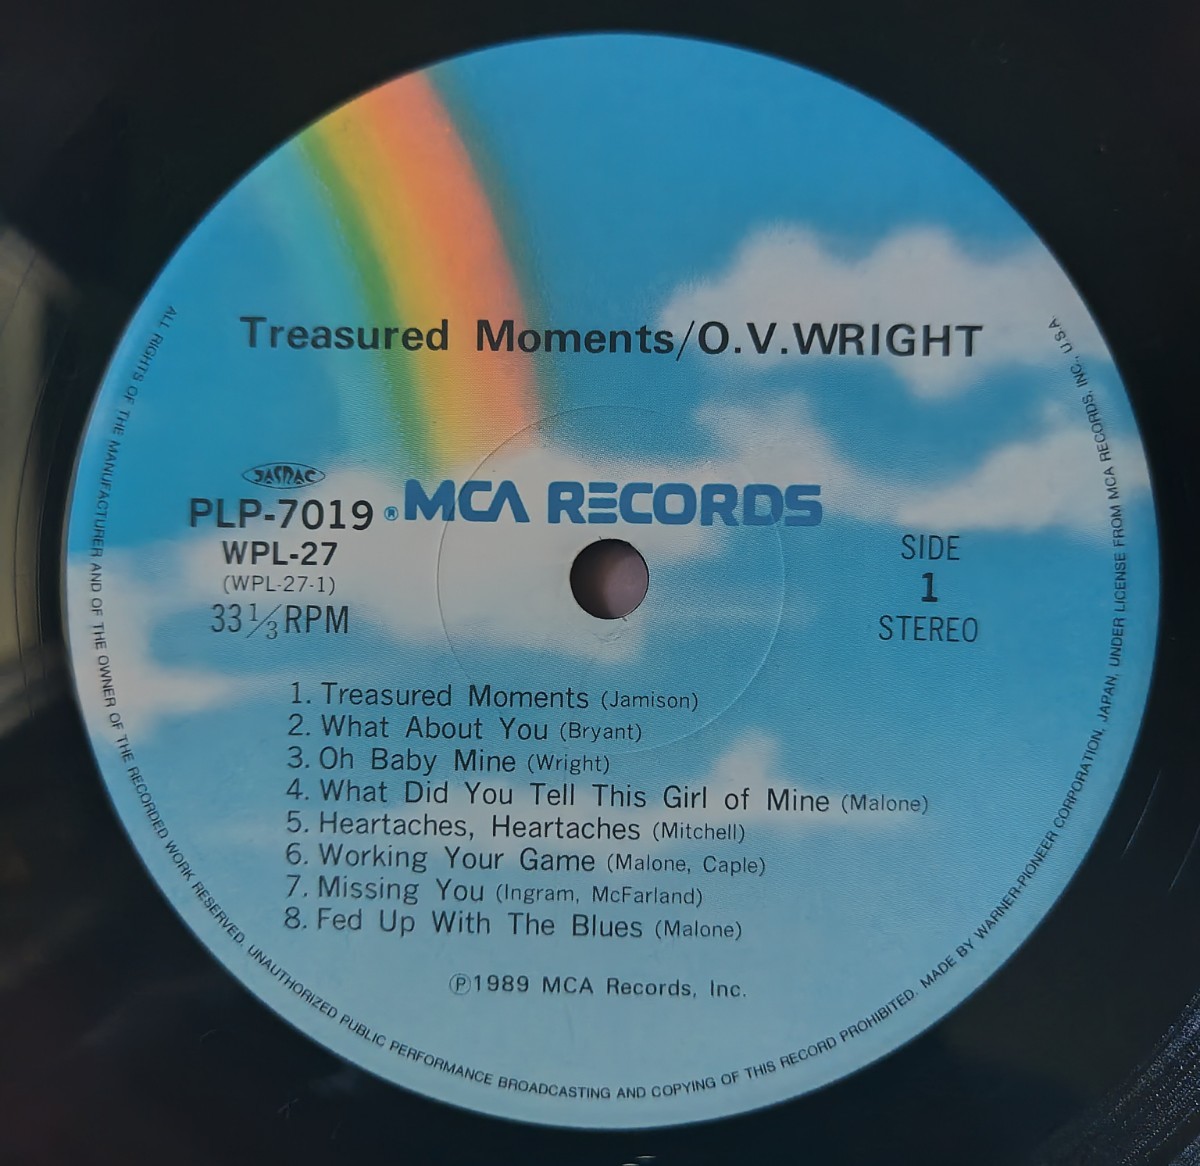 Treasured Moments/O.V.WRIGHT
JASRAC
PLP-7019
® MCA RECORDS
WPL-27
(WPL-27-1)
33 1/3 RPM
SIDE
1
STEREO
1. Treasured Moments (Jamison)
2. What About You (Bryant)
3. Oh Baby Mine (Wright)
4. What Did You Tell This Girl of Mine (Malone)
5. Heartaches, Heartaches (Mitchell)
6. Working Your Game (Malone, Caple)
7. Missing You (Ingram, McFarland)
8. Fed Up With The Blues (Malone)
℗1989 MCA Records, Inc.
ALL RIGHTS OF THE MANUFACTURER AND OF THE OWNER OF THE RECORDED WORK RESERVED. UNAUTHORIZED PUBLIC PERFORMANCE BROADCASTING AND COPYING OF THIS RECORD PROHIBITED. MADE BY WARNER-PIONEER CORPORATION, JAPAN, UNDER LICENSE FROM MCA RECORDS, INC., U.S.A.